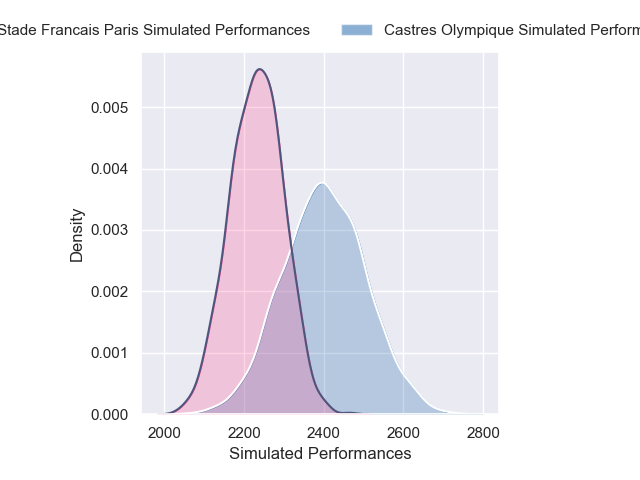 Stade Francais Paris Simulated Performances
Castres Olympique Simulated
0.005
0.004
0.003
0.002
0.001
0.000
Density
2000 2200 2400 2600 2800
Simulated Performances